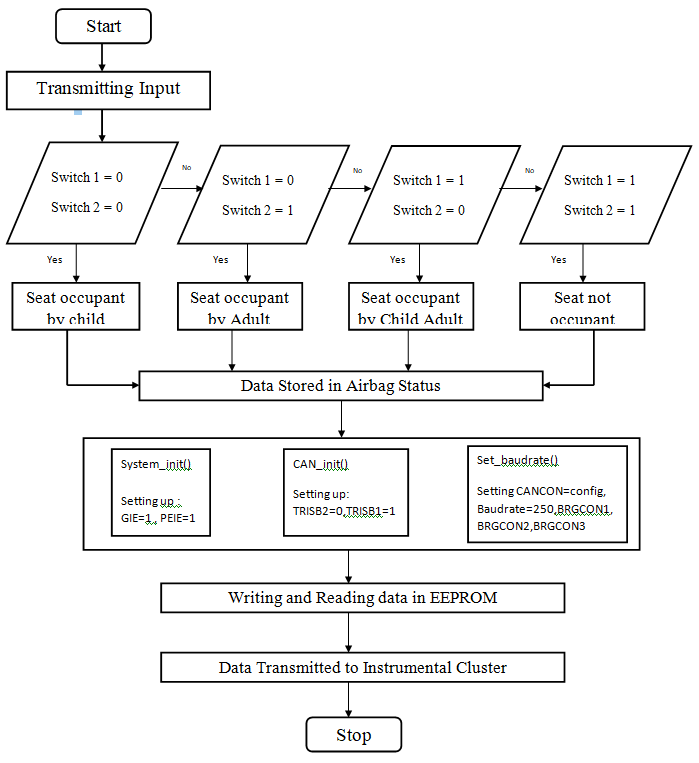 Start
Transmitting Input
Switch 1 = 0
Switch 2 = 0
No
Switch 1 = 0
Switch 2 = 1
No
Switch 1 = 1
Switch 2 = 0
No
Switch 1 = 1
Switch 2 = 1
Yes
Yes
Yes
Yes
Seat occupant
by child
Seat occupant
by Adult
Seat occupant
by Child Adult
Seat not
occupant
Data Stored in Airbag Status
System_init()
Setting up :
GIE=1 , PEIE=1
CAN_init()
Setting up:
TRISB2=0,TRISB1=1
Set_baudrate()
Setting CANCON=config,
Baudrate=250,BRGCON1,
BRGCON2,BRGCON3
Writing and Reading data in EEPROM
Data Transmitted to Instrumental Cluster
Stop